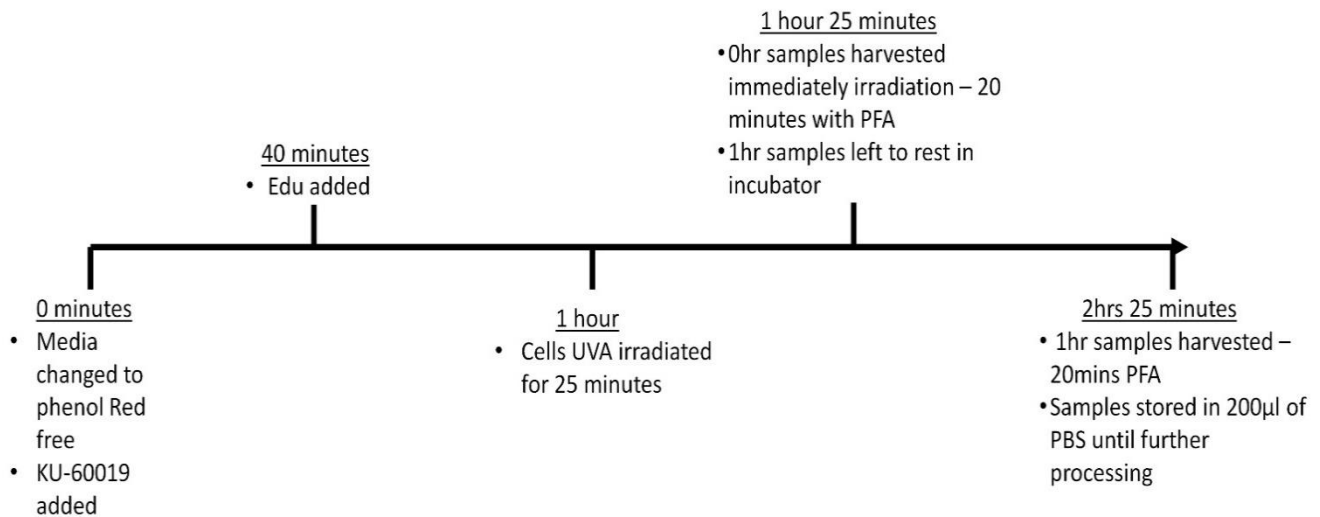 1 hour 25 minutes
•0hr samples harvested
immediately irradiation – 20
minutes with PFA
•1hr samples left to rest in
incubator
40 minutes
• Edu added
0 minutes
• Media
changed to
phenol Red
free
• KU-60019
added
1 hour
• Cells UVA irradiated
for 25 minutes
2hrs 25 minutes
• 1hr samples harvested –
20mins PFA
•Samples stored in 200µl of
PBS until further
processing